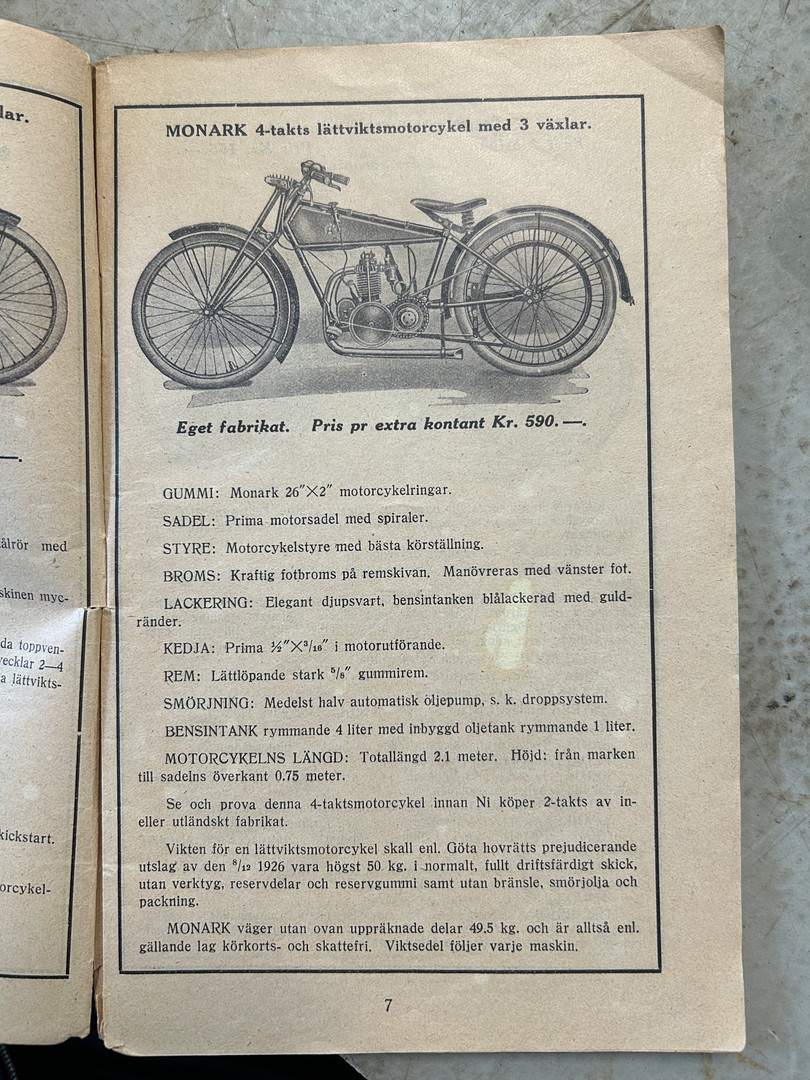 lar.
—.
ålrör med
skinen myc-
da toppven-
vecklar 2—4
a lättvikts-
kickstart.
orcykel-
MONARK 4-takts lättviktsmotorcykel med 3 växlar.
Eget fabrikat. Pris pr extra kontant Kr. 590.—.
GUMMI: Monark 26"×2" motorcykelringar.
SADEL: Prima motorsadel med spiraler.
STYRE: Motorcykelstyre med bästa körställning.
BROMS: Kraftig fotbroms på remskivan. Manövreras med vänster fot.
LACKERING: Elegant djupsvart, bensintanken blålackerad med guld-
ränder.
KEDJA: Prima ½"×³/₁₆" i motorutförande.
REM: Lättlöpande stark ⁵/₈" gummirem.
SMÖRJNING: Medelst halv automatisk oljepump, s. k. droppsystem.
BENSINTANK rymmande 4 liter med inbyggd oljetank rymmande 1 liter.
MOTORCYKELNS LÄNGD: Totallängd 2.1 meter. Höjd: från marken
till sadelns överkant 0.75 meter.
Se och prova denna 4-taktsmotorcykel innan Ni köper 2-takts av in-
eller utländskt fabrikat.
Vikten för en lättviktsmotorcykel skall enl. Göta hovrätts prejudicerande
utslag av den ⁸/₁₂ 1926 vara högst 50 kg. i normalt, fullt driftsfärdigt skick,
utan verktyg, reservdelar och reservgummi samt utan bränsle, smörjolja och
packning.
MONARK väger utan ovan uppräknade delar 49.5 kg. och är alltså enl.
gällande lag körkorts- och skattefri. Viktsedel följer varje maskin.
7